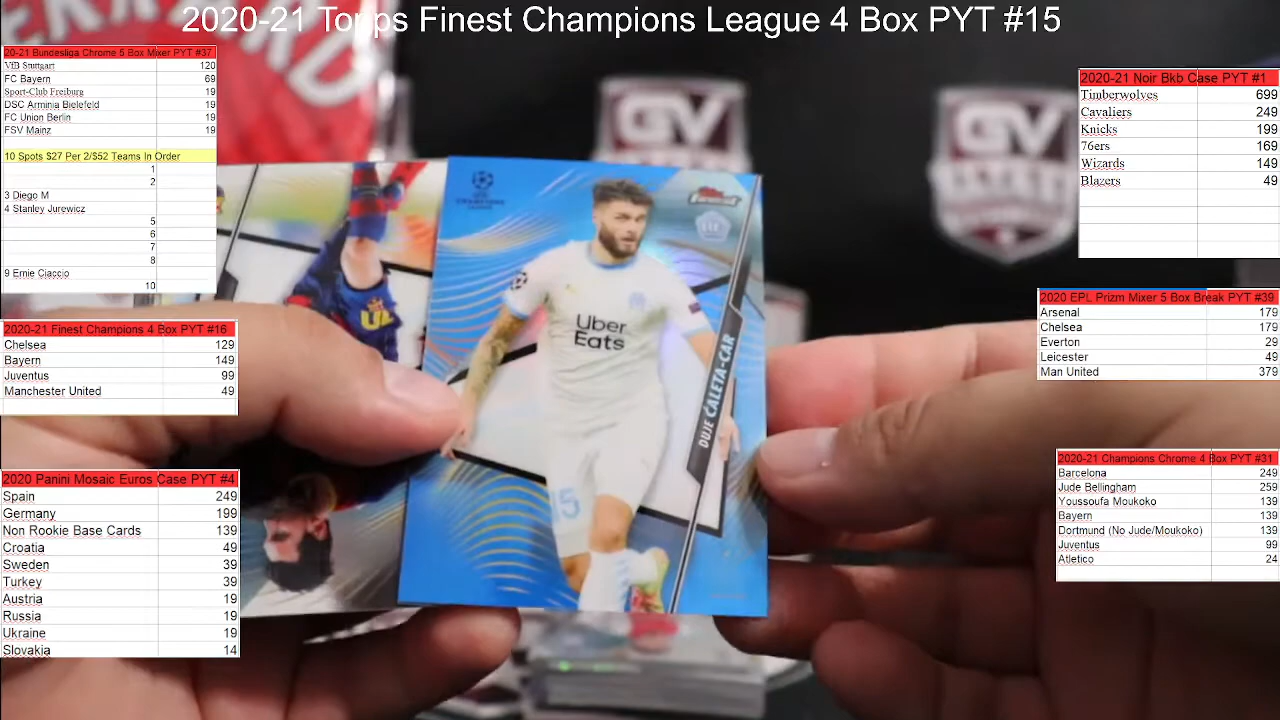 2020-21 Topps Finest Champions League 4 Box PYT #15
20-21 Bundesliga Chrome 5 Box Mixer PYT #37
VfB Stuttgart 120
FC Bayern 69
Sport-Club Freiburg 19
DSC Arminia Bielefeld 19
FC Union Berlin 19
FSV Mainz 19
10 Spots $27 Per 2/$52 Teams In Order
1
2
3 Diego M
4 Stanley Jurewicz
5
6
7
8
9 Ernie Ciaccio
10
2020-21 Finest Champions 4 Box PYT #16
Chelsea 129
Bayern 149
Juventus 99
Manchester United 49
2020 Panini Mosaic Euros Case PYT #4
Spain 249
Germany 199
Non Rookie Base Cards 139
Croatia 49
Sweden 39
Turkey 39
Austria 19
Russia 19
Ukraine 19
Slovakia 14
GV
GV
UL
Uber
Eats
15
DUJE ĆALETA-CAR
2020-21 Noir Bkb Case PYT #1
Timberwolves 699
Cavaliers 249
Knicks 199
76ers 169
Wizards 149
Blazers 49
2020 EPL Prizm Mixer 5 Box Break PYT #39
Arsenal 179
Chelsea 179
Everton 29
Leicester 49
Man United 379
2020-21 Champions Chrome 4 Box PYT #31
Barcelona 249
Jude Bellingham 259
Youssoufa Moukoko 139
Bayern 139
Dortmund (No Jude/Moukoko) 139
Juventus 99
Atletico 24